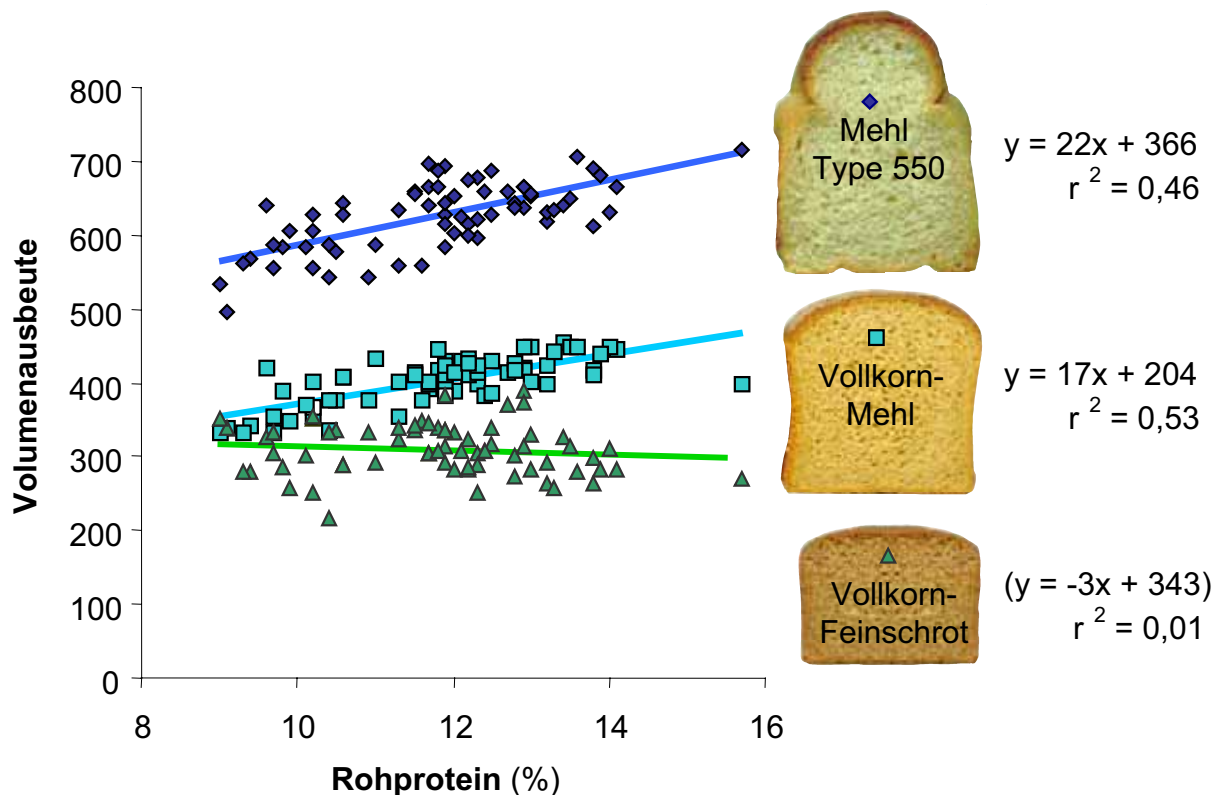 800
700
600
500
400
300
200
100
0
Volumenausbeute
8
10
12
14
16
Rohprotein (%)
Mehl
Type 550
y = 22x + 366
r 2 = 0,46
Vollkorn-
Mehl
y = 17x + 204
r 2 = 0,53
Vollkorn-
Feinschrot
(y = -3x + 343)
r 2 = 0,01